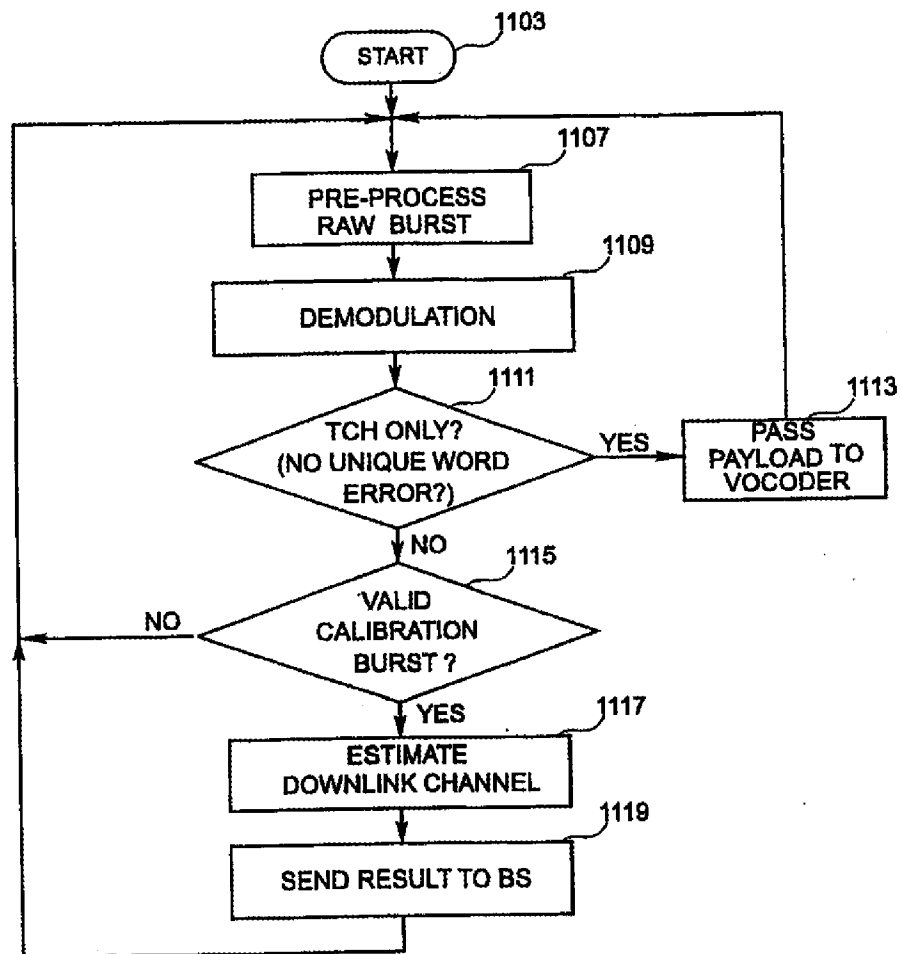 1103
START
1107
PRE-PROCESS
RAW BURST
1109
DEMODULATION
1111
TCH ONLY?
(NO UNIQUE WORD
ERROR?)
YES
1113
PASS
PAYLOAD TO
VOCODER
NO
1115
VALID
CALIBRATION
BURST ?
NO
YES
1117
ESTIMATE
DOWNLINK CHANNEL
1119
SEND RESULT TO BS